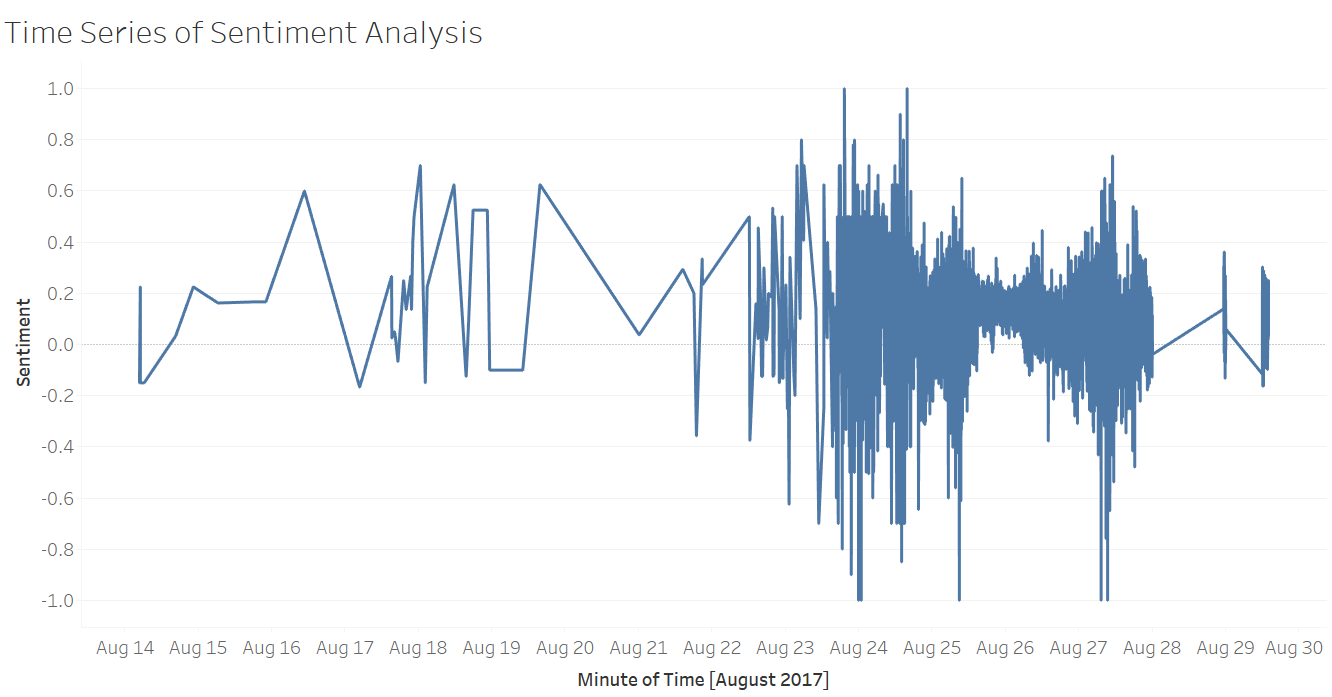 Time Series of Sentiment Analysis
1.0
0.8
0.6
0.4
0.2
0.0
-0.2
-0.4
-0.6
-0.8
-1.0
Sentiment
Aug 14 Aug 15 Aug 16 Aug 17 Aug 18 Aug 19 Aug 20 Aug 21 Aug 22 Aug 23 Aug 24 Aug 25 Aug 26 Aug 27 Aug 28 Aug 29 Aug 30
Minute of Time [August 2017]